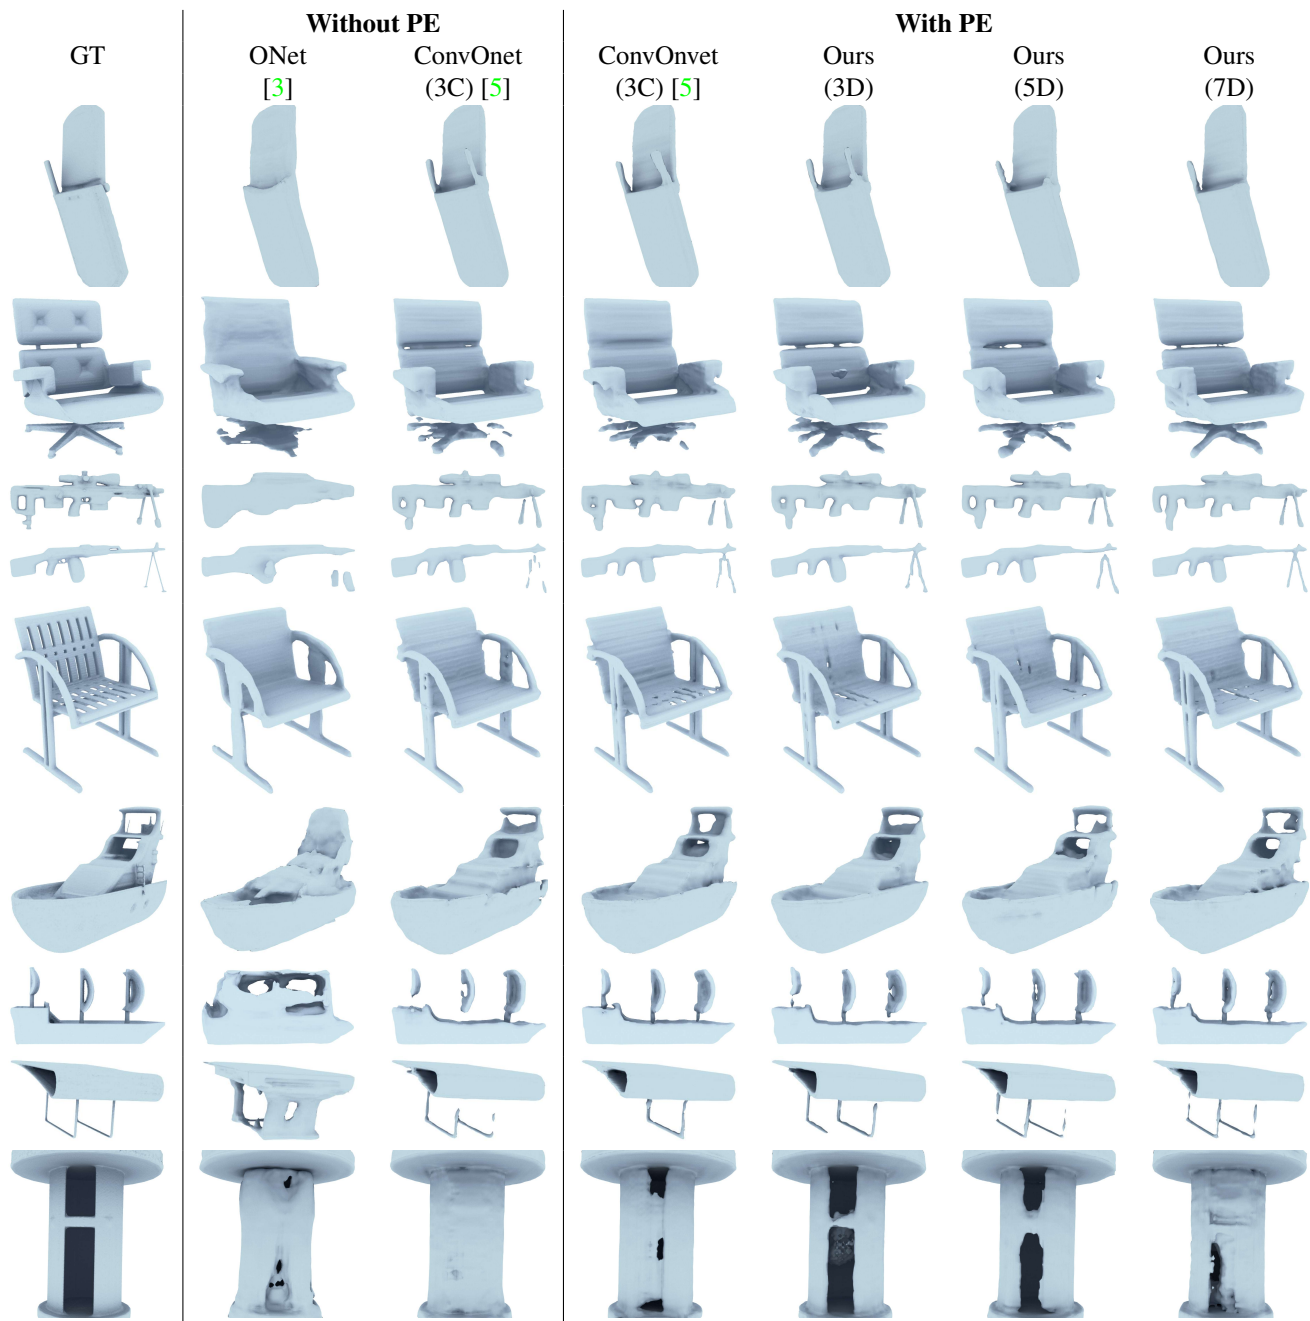 Without PE With PE
GT ONet ConvOnet ConvOnvet Ours Ours Ours
[3] (3C) [5] (3C) [5] (3D) (5D) (7D)